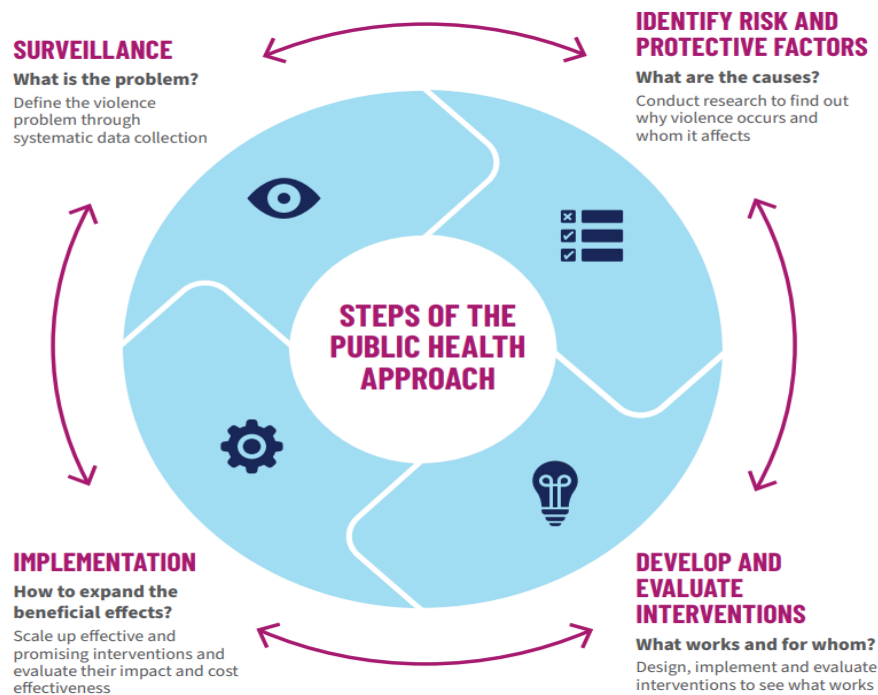 SURVEILLANCE
What is the problem?
Define the violence
problem through
systematic data collection
IDENTIFY RISK AND
PROTECTIVE FACTORS
What are the causes?
Conduct research to find out
why violence occurs and
whom it affects
STEPS OF THE
PUBLIC HEALTH
APPROACH
IMPLEMENTATION
How to expand the
beneficial effects?
Scale up effective and
promising interventions and
evaluate their impact and cost
effectiveness
DEVELOP AND
EVALUATE
INTERVENTIONS
What works and for whom?
Design, implement and evaluate
interventions to see what works